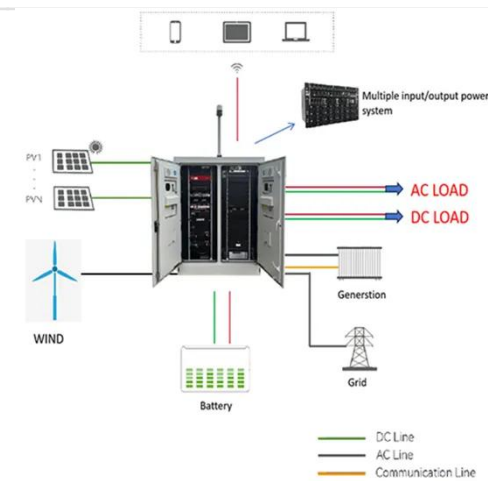 Multiple input/output power
system
PV1
PVN
AC LOAD
DC LOAD
WIND
Generstion
Grid
Battery
DC Line
AC Line
Communication Line